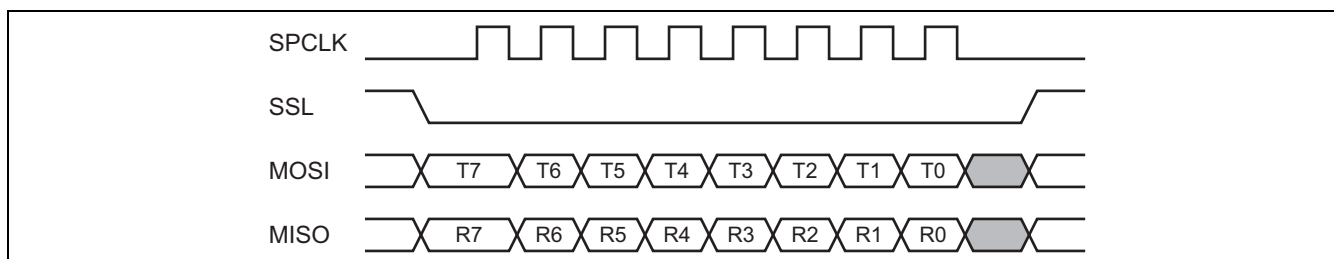 SPCLK
SSL
MOSI T7 T6 T5 T4 T3 T2 T1 T0
MISO R7 R6 R5 R4 R3 R2 R1 R0